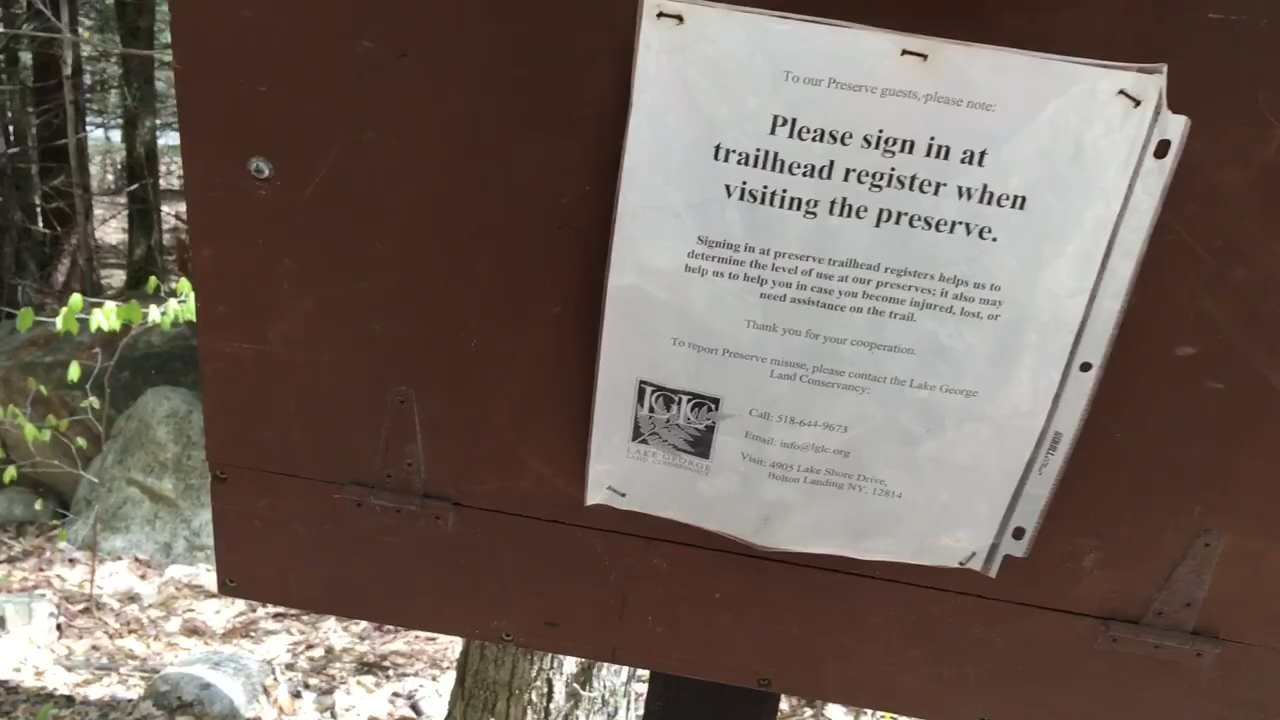 To our Preserve guests, please note:
Please sign in at
trailhead register when
visiting the preserve.
Signing in at preserve trailhead registers helps us to
determine the level of use at our preserves; it also may
help us to help you in case you become injured, lost, or
need assistance on the trail.
Thank you for your cooperation.
To report Preserve misuse, please contact the Lake George
Land Conservancy:
LGLC
LAKE GEORGE
LAND CONSERVANCY
Call: 518-644-9673
Email: info@lglc.org
Visit: 4905 Lake Shore Drive,
Bolton Landing NY, 12814